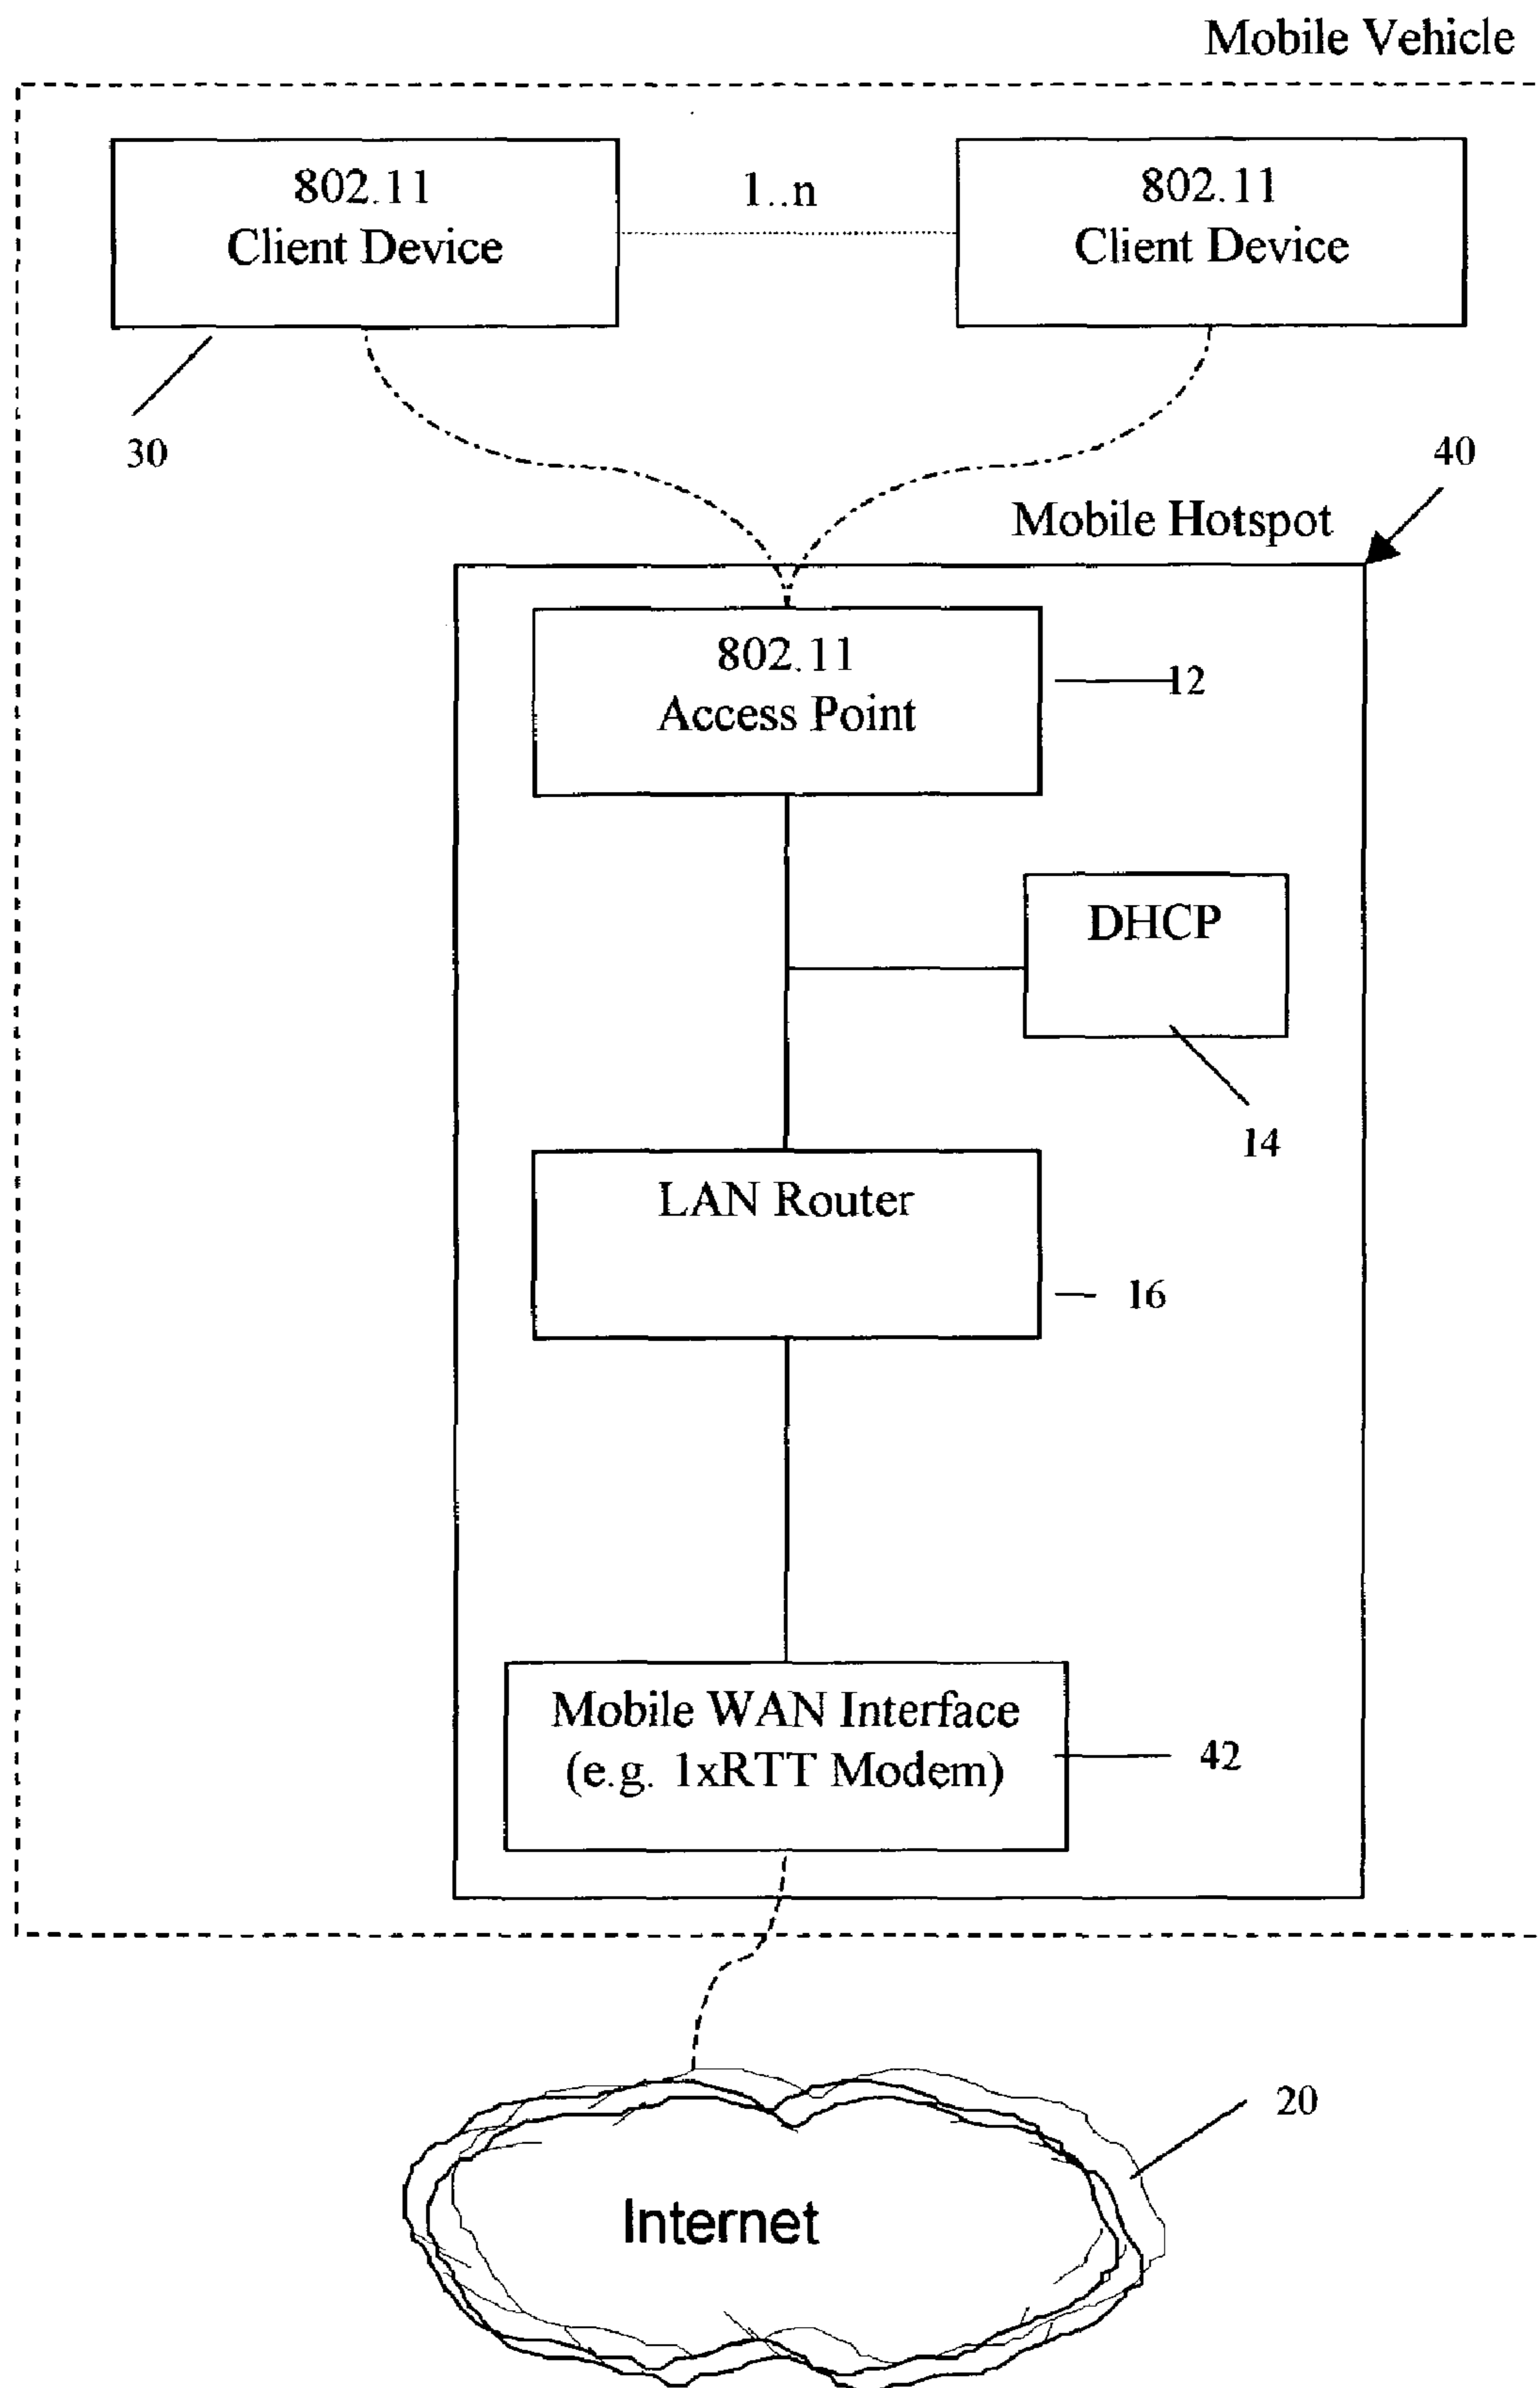 Mobile Vehicle
802.11
Client Device
1..n
802.11
Client Device
30
40
Mobile Hotspot
802.11
Access Point
12
DHCP
14
LAN Router
16
Mobile WAN Interface
(e.g. 1xRTT Modem)
42
20
Internet